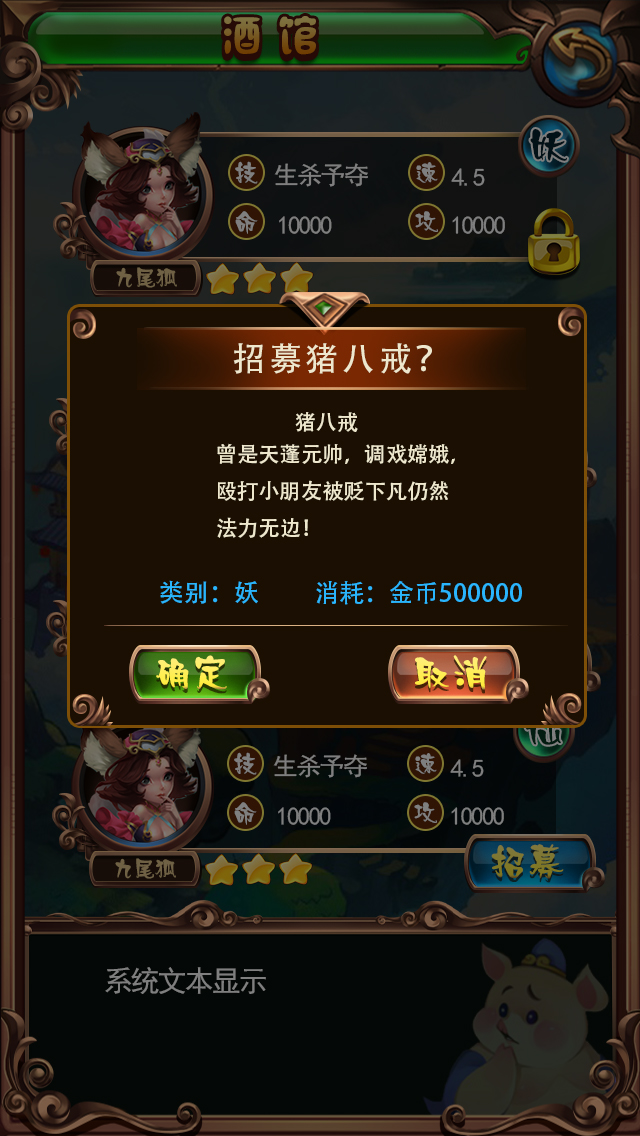 酒馆
妖
技 生杀予夺 速 4.5
命 10000 攻 10000
九尾狐
招募猪八戒?
猪八戒
曾是天蓬元帅，调戏嫦娥，
殴打小朋友被贬下凡仍然
法力无边!
类别：妖 消耗：金币500000
确定 取消
仙
技 生杀予夺 速 4.5
命 10000 攻 10000
九尾狐
招募
系统文本显示